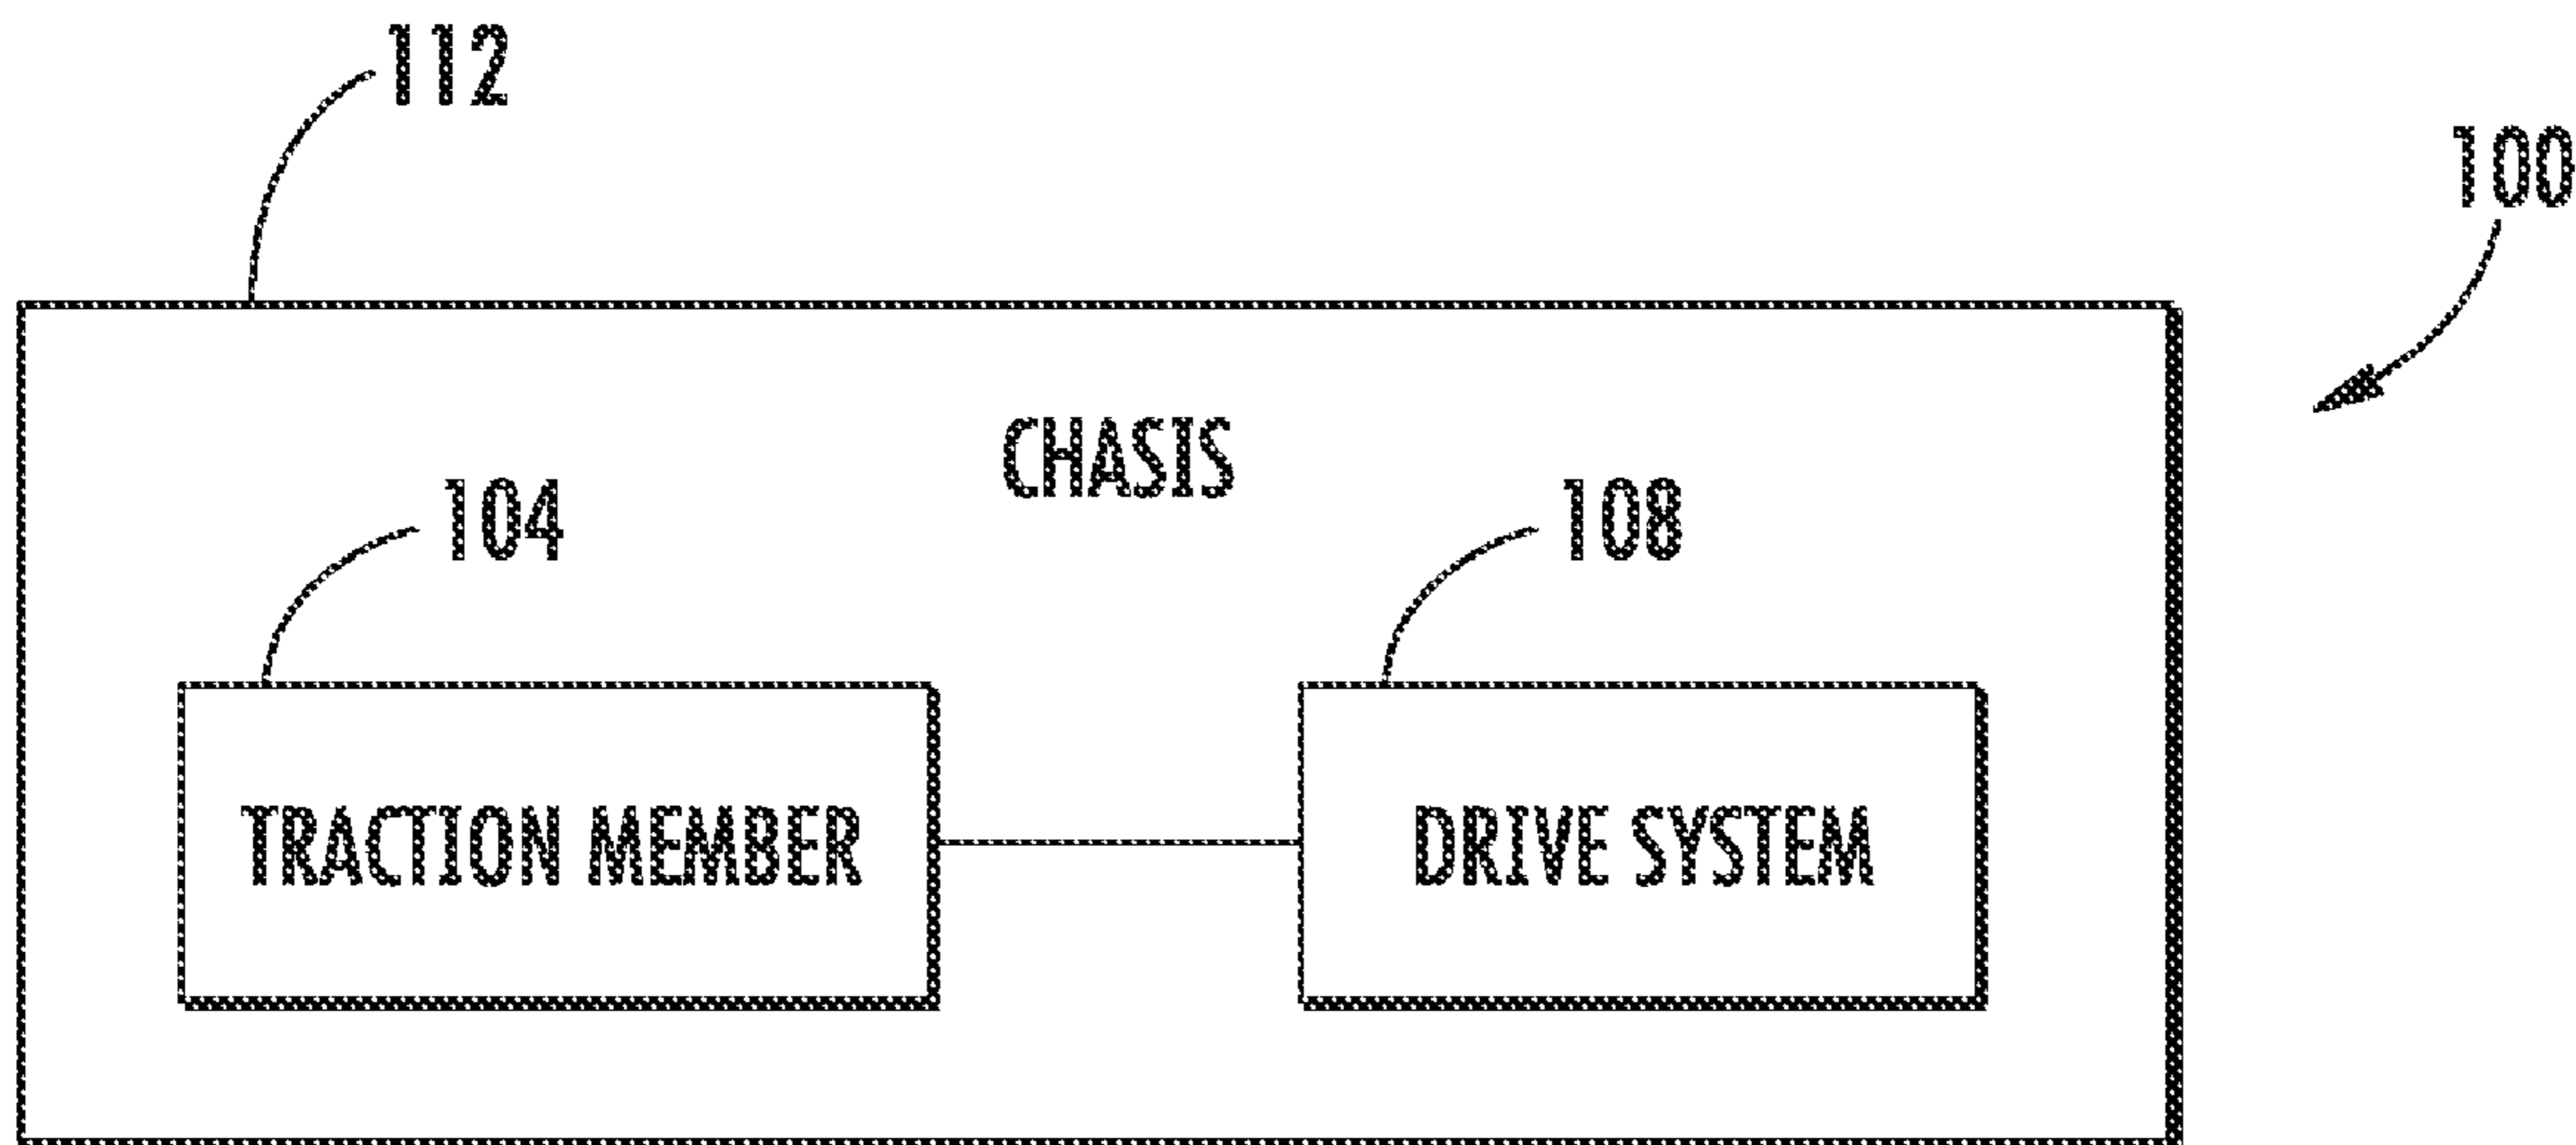 112
100
CHASIS
104
108
TRACTION MEMBER
DRIVE SYSTEM